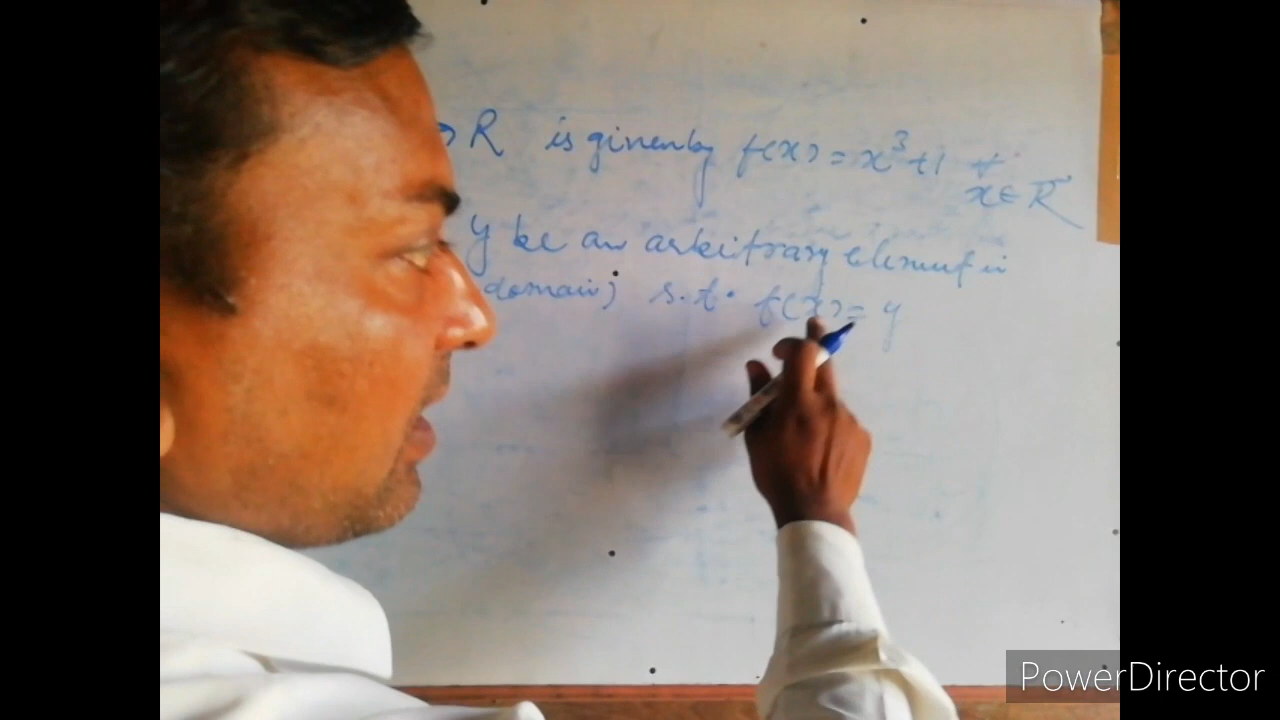 → R is given by f(x) = x³+1 ∀
x ∈ R
y be an arbitrary element in
domain) s.t. f(x) = y
PowerDirector